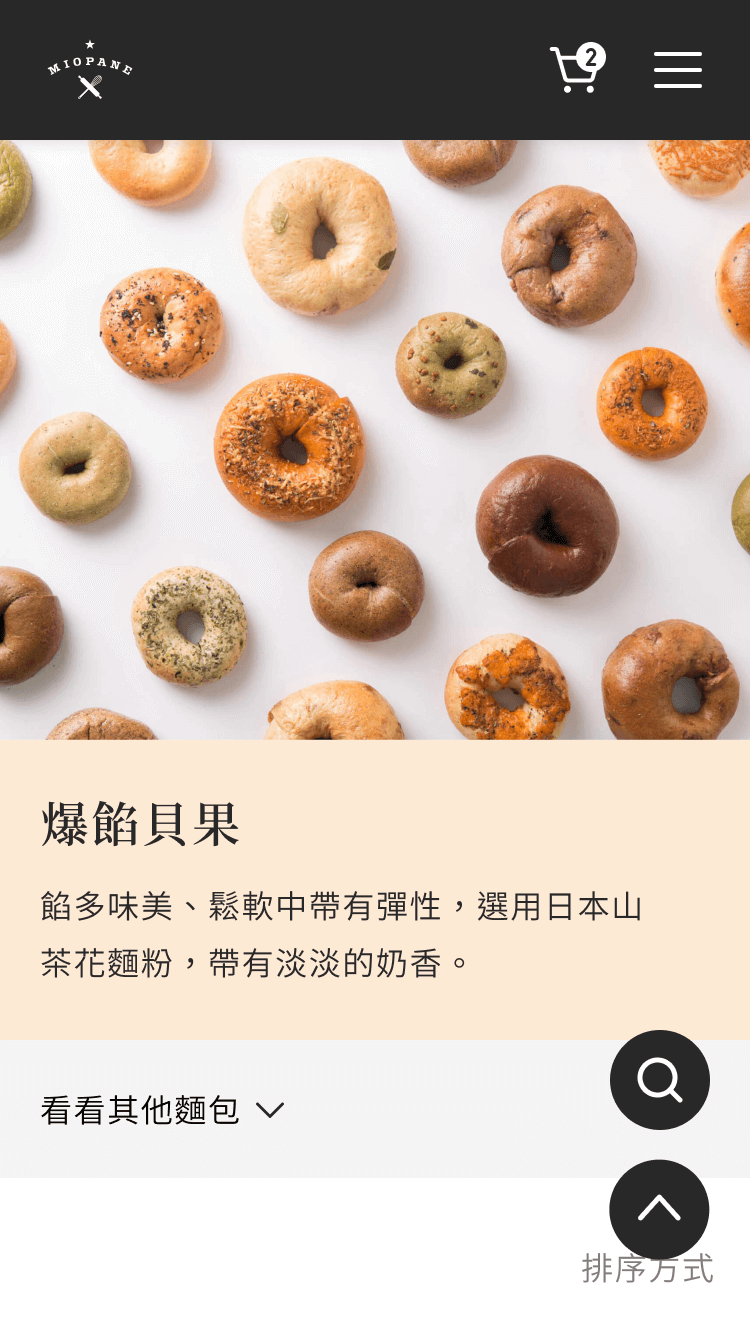 MIOPANE
2
爆餡貝果
餡多味美、鬆軟中帶有彈性，選用日本山
茶花麵粉，帶有淡淡的奶香。
看看其他麵包
排序方式